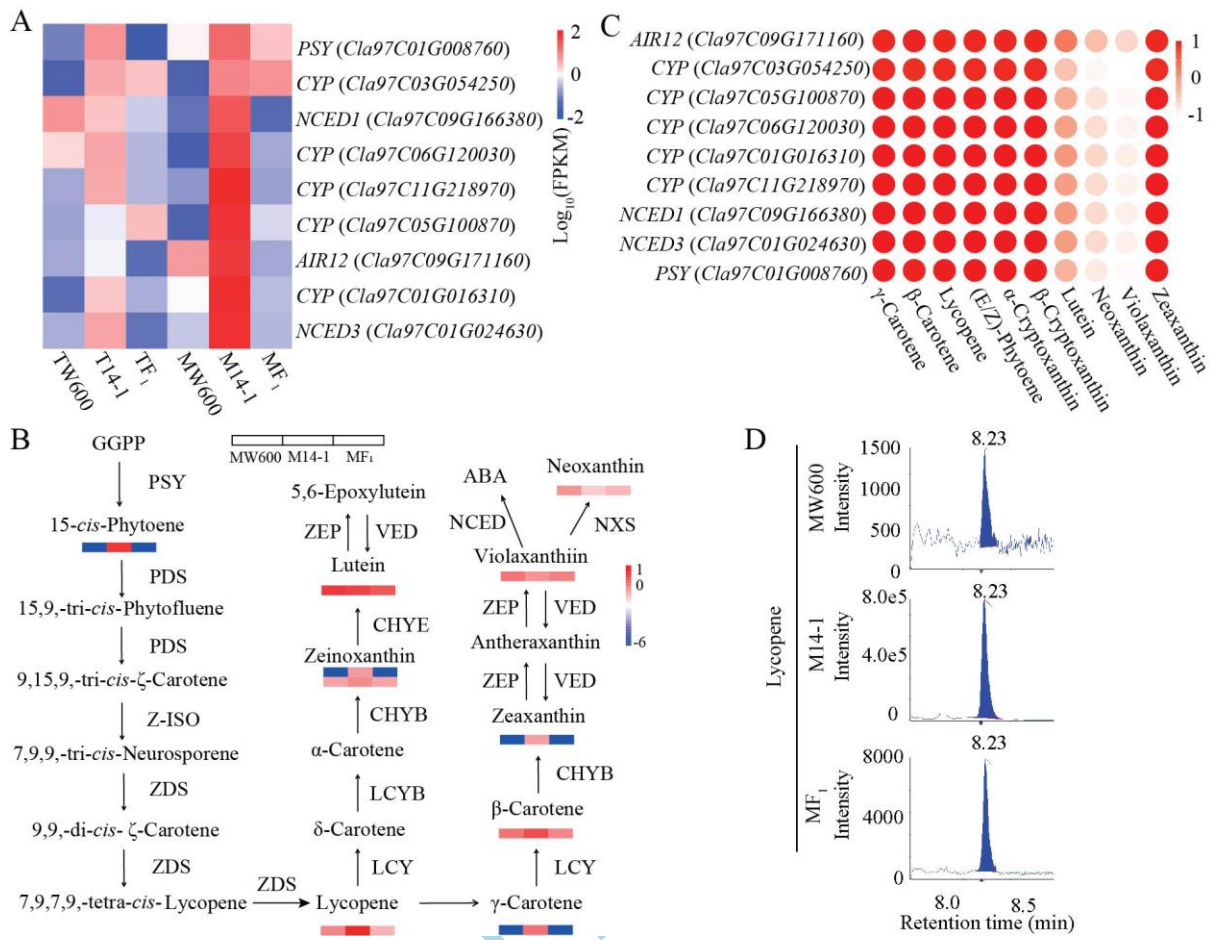 A
PSY (Cla97C01G008760)
CYP (Cla97C03G054250)
NCED1 (Cla97C09G166380)
CYP (Cla97C06G120030)
CYP (Cla97C11G218970)
CYP (Cla97C05G100870)
AIR12 (Cla97C09G171160)
CYP (Cla97C01G016310)
NCED3 (Cla97C01G024630)
TW600 T14-1 TF₁ MW600 M14-1 MF₁
2
1
0
-1
-2
Log₁₀(FPKM)
C
AIR12 (Cla97C09G171160)
CYP (Cla97C03G054250)
CYP (Cla97C05G100870)
CYP (Cla97C06G120030)
CYP (Cla97C01G016310)
CYP (Cla97C11G218970)
NCED1 (Cla97C09G166380)
NCED3 (Cla97C01G024630)
PSY (Cla97C01G008760)
γ-Carotene
β-Carotene
Lycopene
(E/Z)-Phytoene
α-Cryptoxanthin
β-Cryptoxanthin
Lutein
Neoxanthin
Violaxanthin
Zeaxanthin
1
0
-1
B
MW600 M14-1 MF₁
GGPP
PSY
15-cis-Phytoene
PDS
15,9,-tri-cis-Phytofluene
PDS
9,15,9,-tri-cis-ζ-Carotene
Z-ISO
7,9,9,-tri-cis-Neurosporene
ZDS
9,9,-di-cis- ζ-Carotene
ZDS
7,9,7,9,-tetra-cis-Lycopene
ZDS
5,6-Epoxylutein
ZEP VED
Lutein
CHYE
Zeinoxanthin
CHYB
α-Carotene
LCYB
δ-Carotene
LCY
Lycopene
ABA
Neoxanthin
NCED NXS
Violaxanthiin
ZEP VED
Antheraxanthin
ZEP VED
Zeaxanthin
CHYB
β-Carotene
LCY
γ-Carotene
1
0
-6
D
Lycopene
MW600
Intensity
1500
1000
500
0
8.23
M14-1
Intensity
8.0e5
4.0e5
0
8.23
MF₁
Intensity
8000
4000
0
8.23
8.0 8.5
Retention time (min)